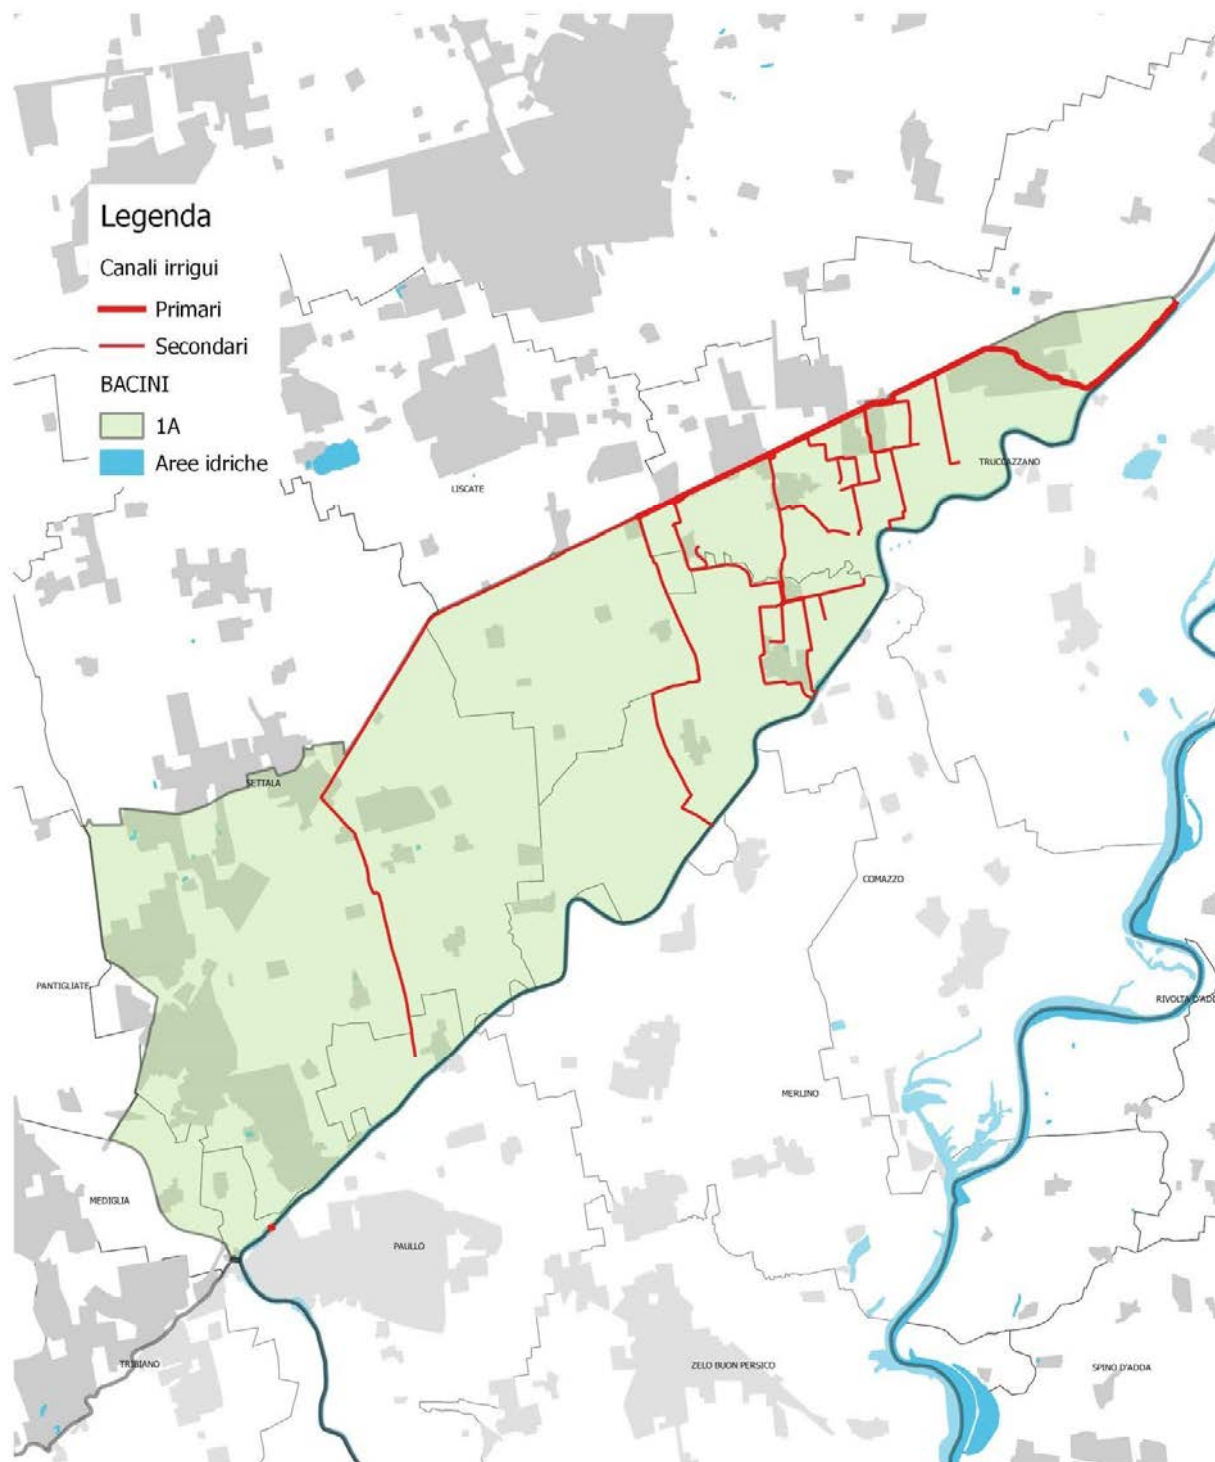 Legenda
Canali irrigui
Primari
Secondari
BACINI
1A
Aree idriche
TRUCCAZZANO
LISCATE
SETTALA
COMAZZO
PANTIGLIATE
RIVOLTA D'ADD
MERLINO
MEDIGLIA
PAULLO
TRIBIANO
ZELO BUON PERSICO
SPINO D'ADDA